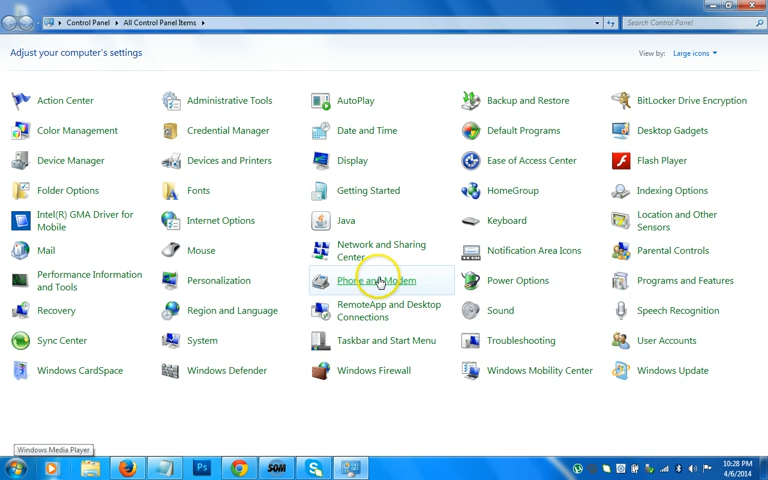 Control Panel
All Control Panel Items
Search Control Panel
Adjust your computer's settings
View by:
Large icons
Action Center
Administrative Tools
AutoPlay
Backup and Restore
BitLocker Drive Encryption
Color Management
Credential Manager
Date and Time
Default Programs
Desktop Gadgets
Device Manager
Devices and Printers
Display
Ease of Access Center
Flash Player
Folder Options
Fonts
Getting Started
HomeGroup
Indexing Options
Intel(R) GMA Driver for
Mobile
Internet Options
Java
Keyboard
Location and Other
Sensors
Mail
Mouse
Network and Sharing
Center
Notification Area Icons
Parental Controls
Performance Information
and Tools
Personalization
Phone and Modem
Power Options
Programs and Features
Recovery
Region and Language
RemoteApp and Desktop
Connections
Sound
Speech Recognition
Sync Center
System
Taskbar and Start Menu
Troubleshooting
User Accounts
Windows CardSpace
Windows Defender
Windows Firewall
Windows Mobility Center
Windows Update
Windows Media Player
Ps
SOM
S
10:28 PM
4/6/2014